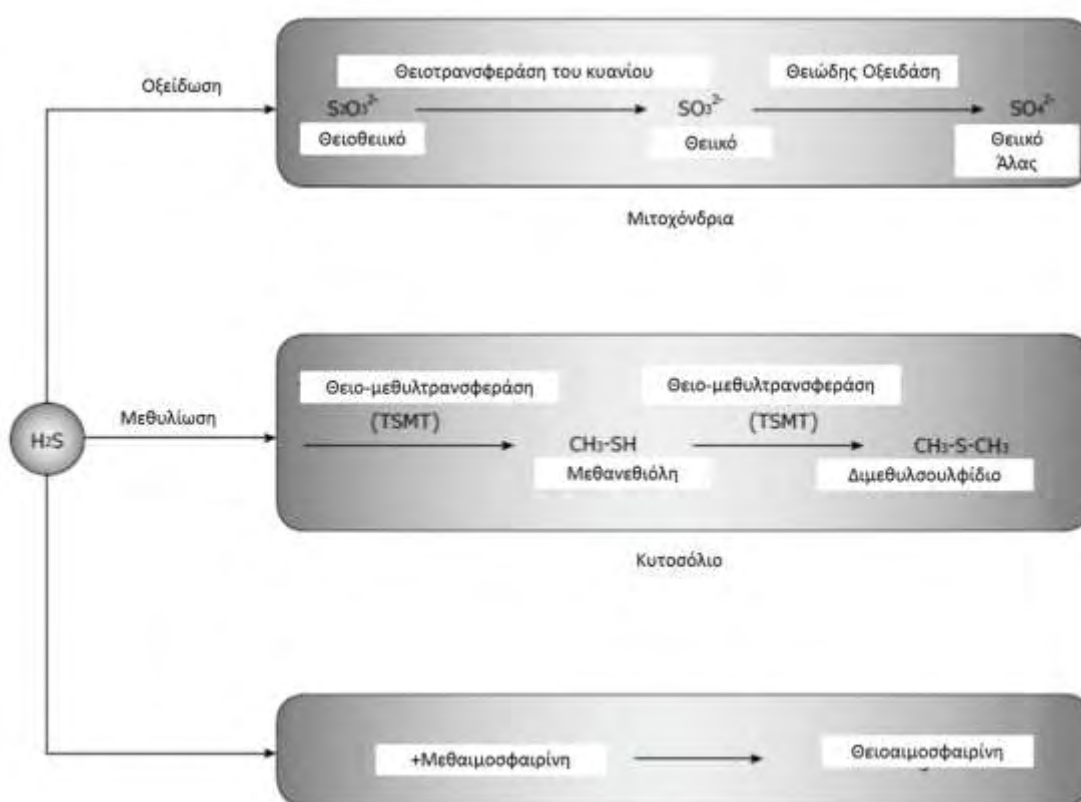 Οξείδωση
Θειοτρανσφεράση του κυανίου
Θειώδης Οξειδάση
S₂O₃²⁻
SO₃²⁻
SO₄²⁻
Θειοθειικό
Θειικό
Θειικό
Άλας
Μιτοχόνδρια
H₂S
Μεθυλίωση
Θειο-μεθυλτρανσφεράση
(TSMT)
Θειο-μεθυλτρανσφεράση
(TSMT)
CH₃-SH
CH₃-S-CH₃
Μεθανεθιόλη
Διμεθυλσουλφίδιο
Κυτοσόλιο
+Μεθαιμοσφαιρίνη
Θειοαιμοσφαιρίνη